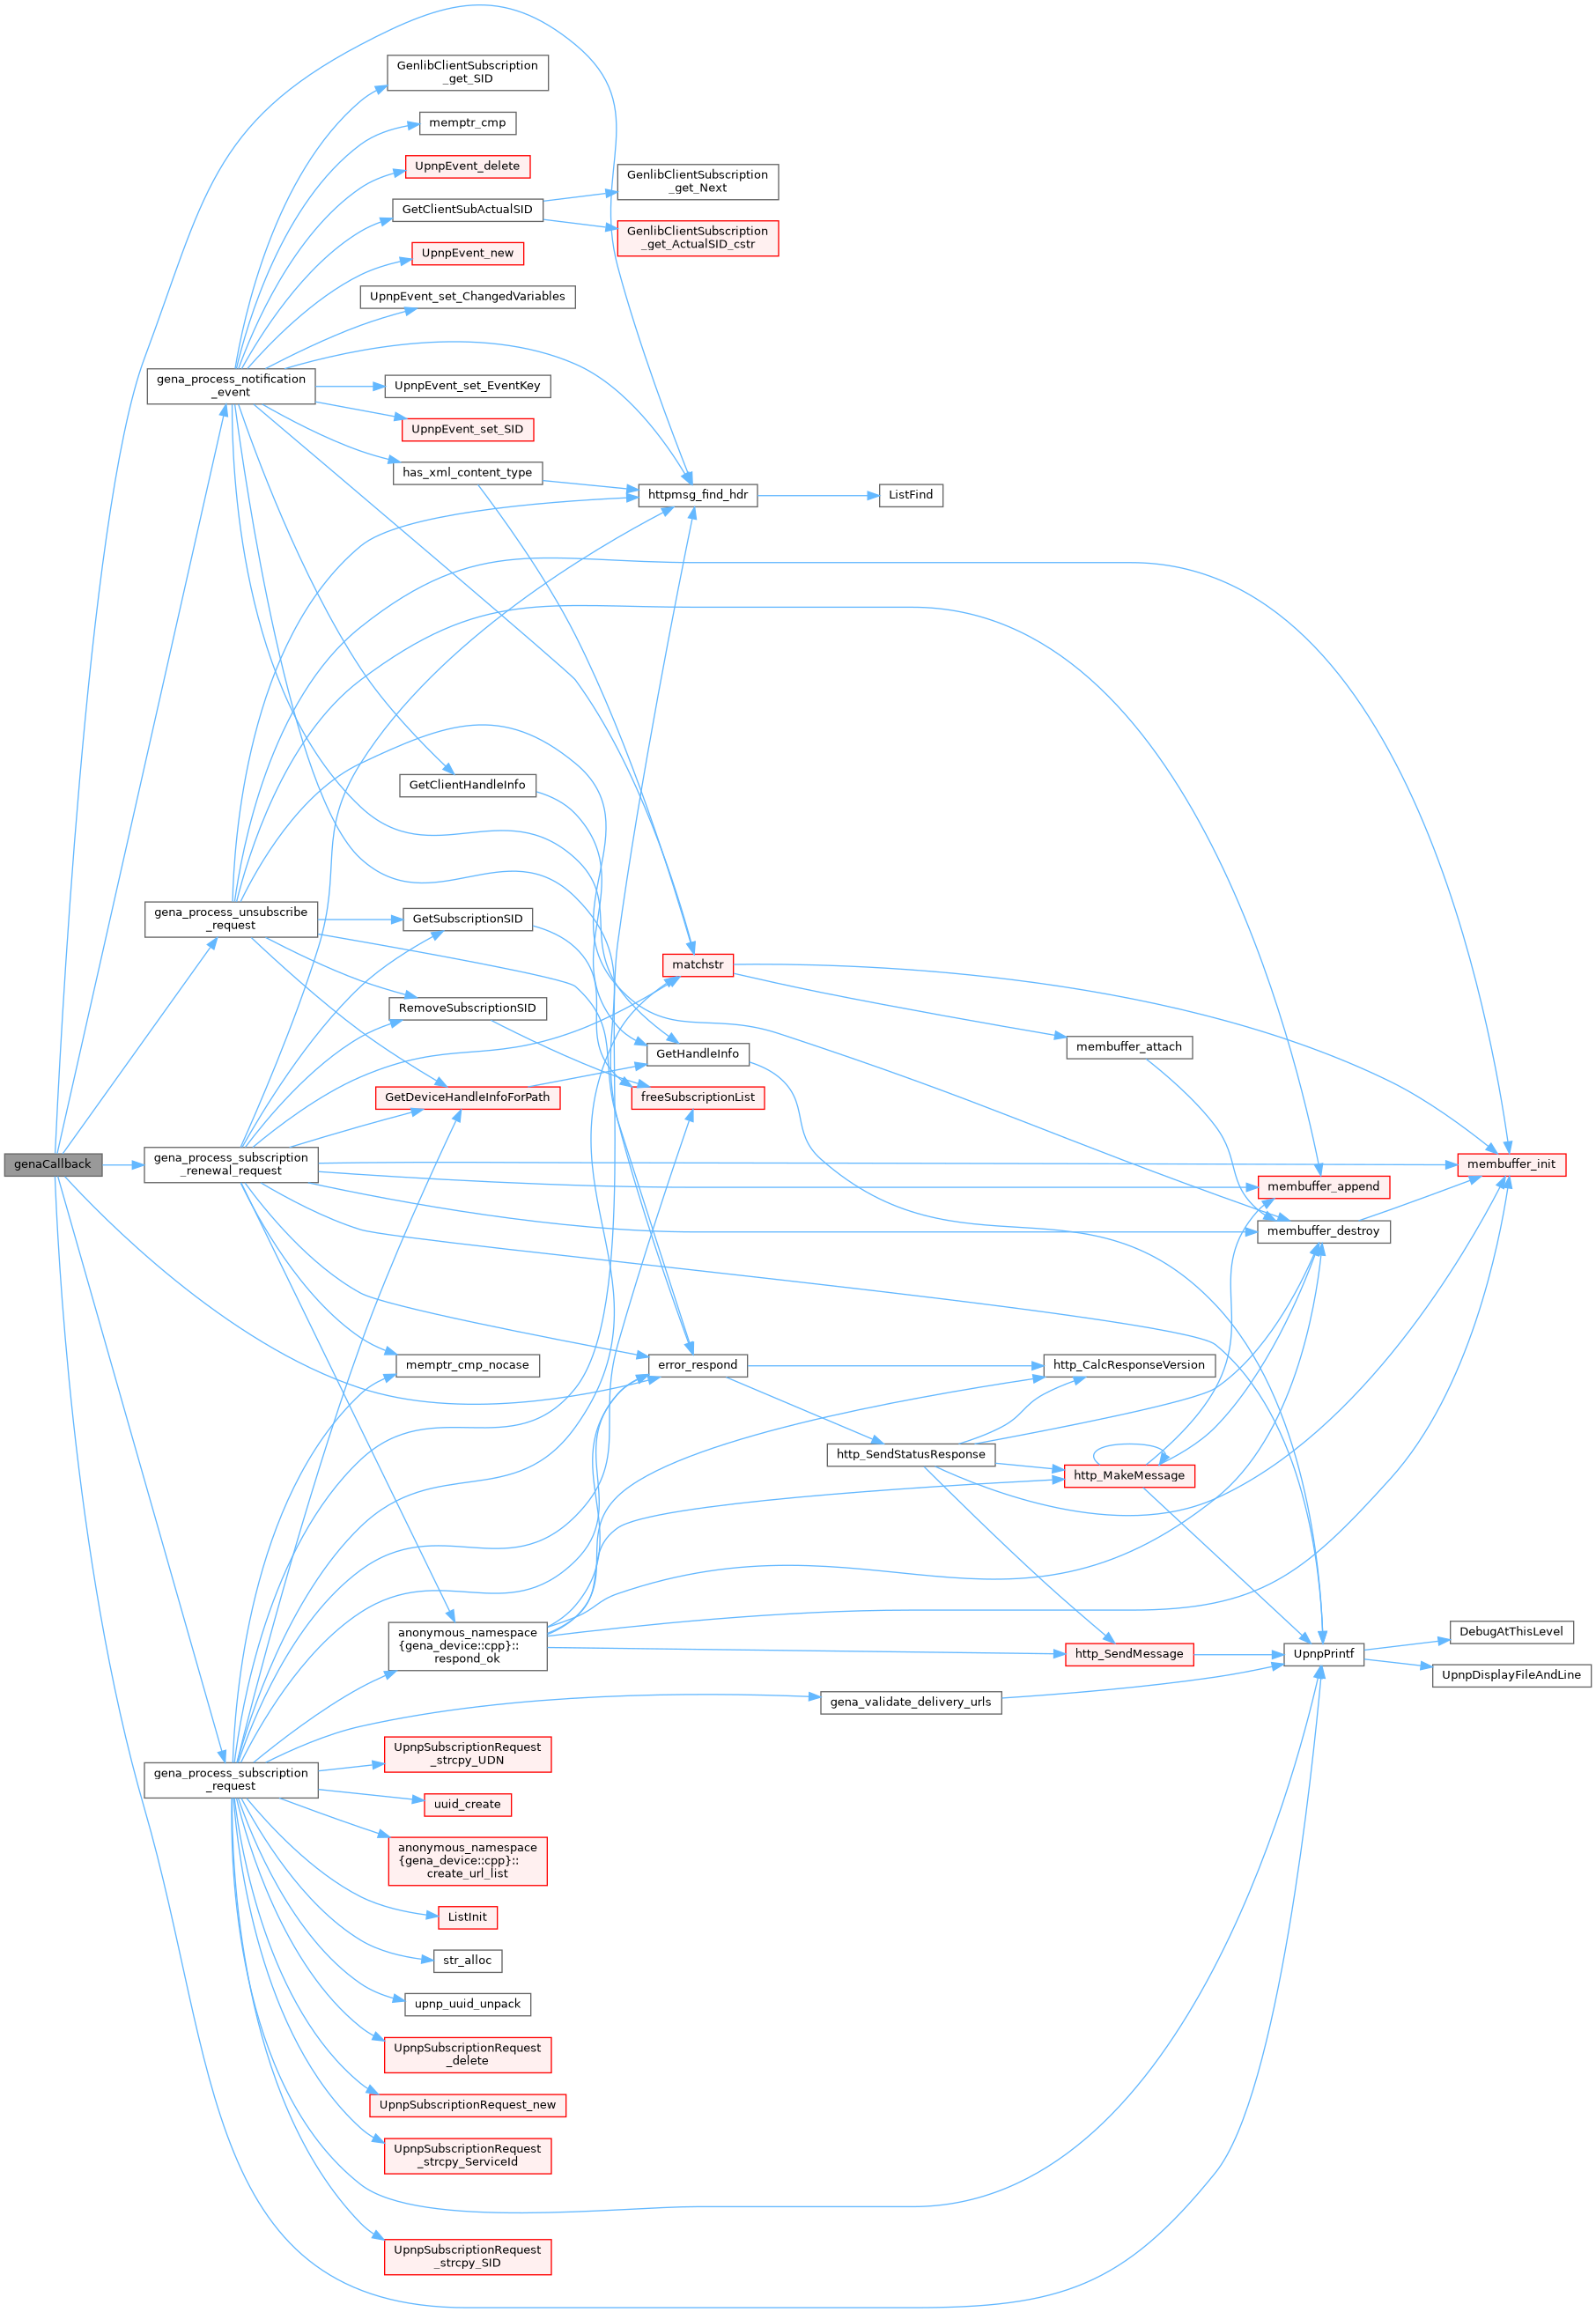 GenlibClientSubscription
_get_SID
memptr_cmp
UpnpEvent_delete
GenlibClientSubscription
_get_Next
GetClientSubActualSID
GenlibClientSubscription
_get_ActualSID_cstr
UpnpEvent_new
UpnpEvent_set_ChangedVariables
gena_process_notification
_event
UpnpEvent_set_EventKey
UpnpEvent_set_SID
has_xml_content_type
httpmsg_find_hdr
ListFind
GetClientHandleInfo
gena_process_unsubscribe
_request
GetSubscriptionSID
matchstr
RemoveSubscriptionSID
membuffer_attach
GetHandleInfo
GetDeviceHandleInfoForPath
freeSubscriptionList
genaCallback
gena_process_subscription
_renewal_request
membuffer_init
membuffer_append
membuffer_destroy
memptr_cmp_nocase
error_respond
http_CalcResponseVersion
http_SendStatusResponse
http_MakeMessage
anonymous_namespace
{gena_device::cpp}::
respond_ok
http_SendMessage
UpnpPrintf
DebugAtThisLevel
UpnpDisplayFileAndLine
gena_validate_delivery_urls
UpnpSubscriptionRequest
_strcpy_UDN
gena_process_subscription
_request
uuid_create
anonymous_namespace
{gena_device::cpp}::
create_url_list
ListInit
str_alloc
upnp_uuid_unpack
UpnpSubscriptionRequest
_delete
UpnpSubscriptionRequest_new
UpnpSubscriptionRequest
_strcpy_ServiceId
UpnpSubscriptionRequest
_strcpy_SID